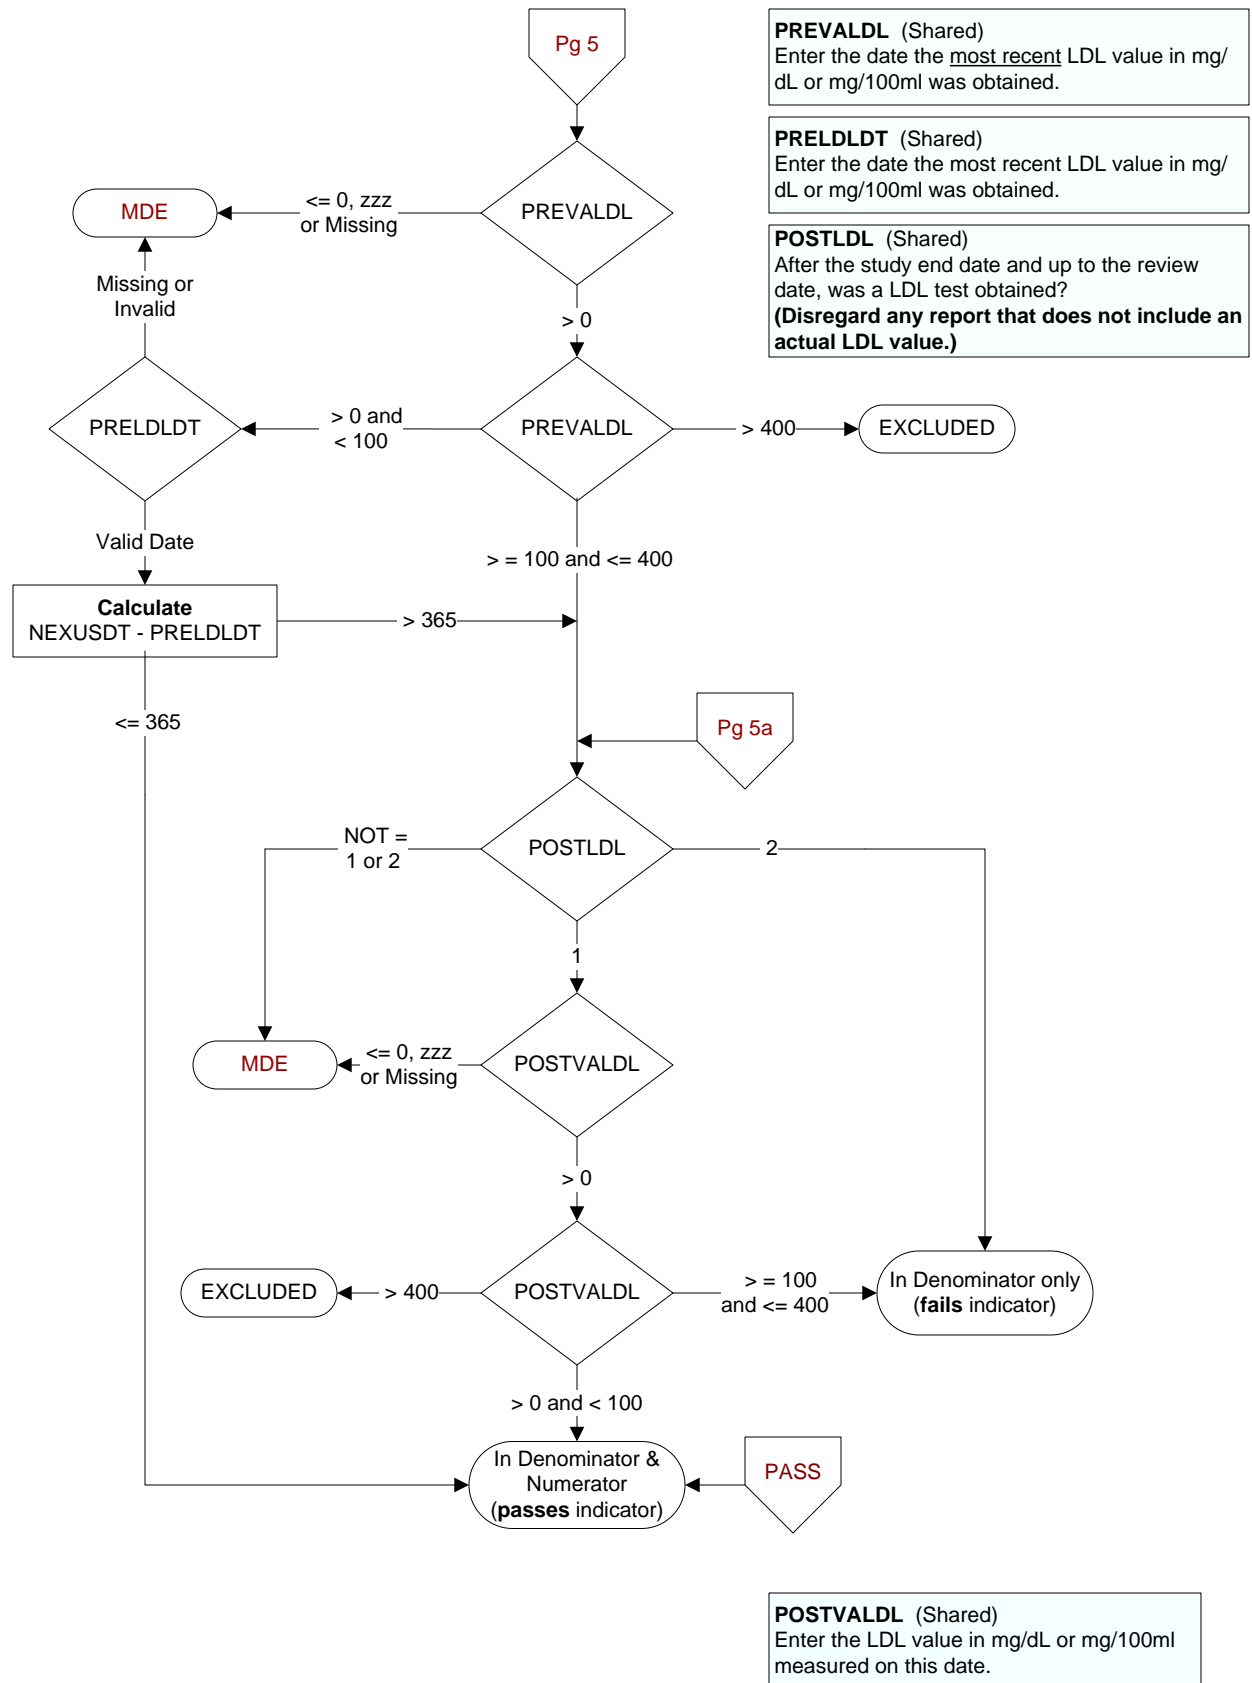 Pg 5
PREVALDL (Shared)
Enter the date the most recent LDL value in mg/
dL or mg/100ml was obtained.
PRELDLDT (Shared)
Enter the date the most recent LDL value in mg/
dL or mg/100ml was obtained.
POSTLDL (Shared)
After the study end date and up to the review
date, was a LDL test obtained?
(Disregard any report that does not include an
actual LDL value.)
MDE
<= 0, zzz
or Missing
PREVALDL
Missing or
Invalid
> 0
PRELDLDT
> 0 and
< 100
PREVALDL
> 400
EXCLUDED
Valid Date
> = 100 and <= 400
Calculate
NEXUSDT - PRELDLDT
> 365
<= 365
Pg 5a
NOT =
1 or 2
POSTLDL
2
1
MDE
<= 0, zzz
or Missing
POSTVALDL
> 0
EXCLUDED
> 400
POSTVALDL
> = 100
and <= 400
In Denominator only
(fails indicator)
> 0 and < 100
In Denominator &
Numerator
(passes indicator)
PASS
POSTVALDL (Shared)
Enter the LDL value in mg/dL or mg/100ml
measured on this date.